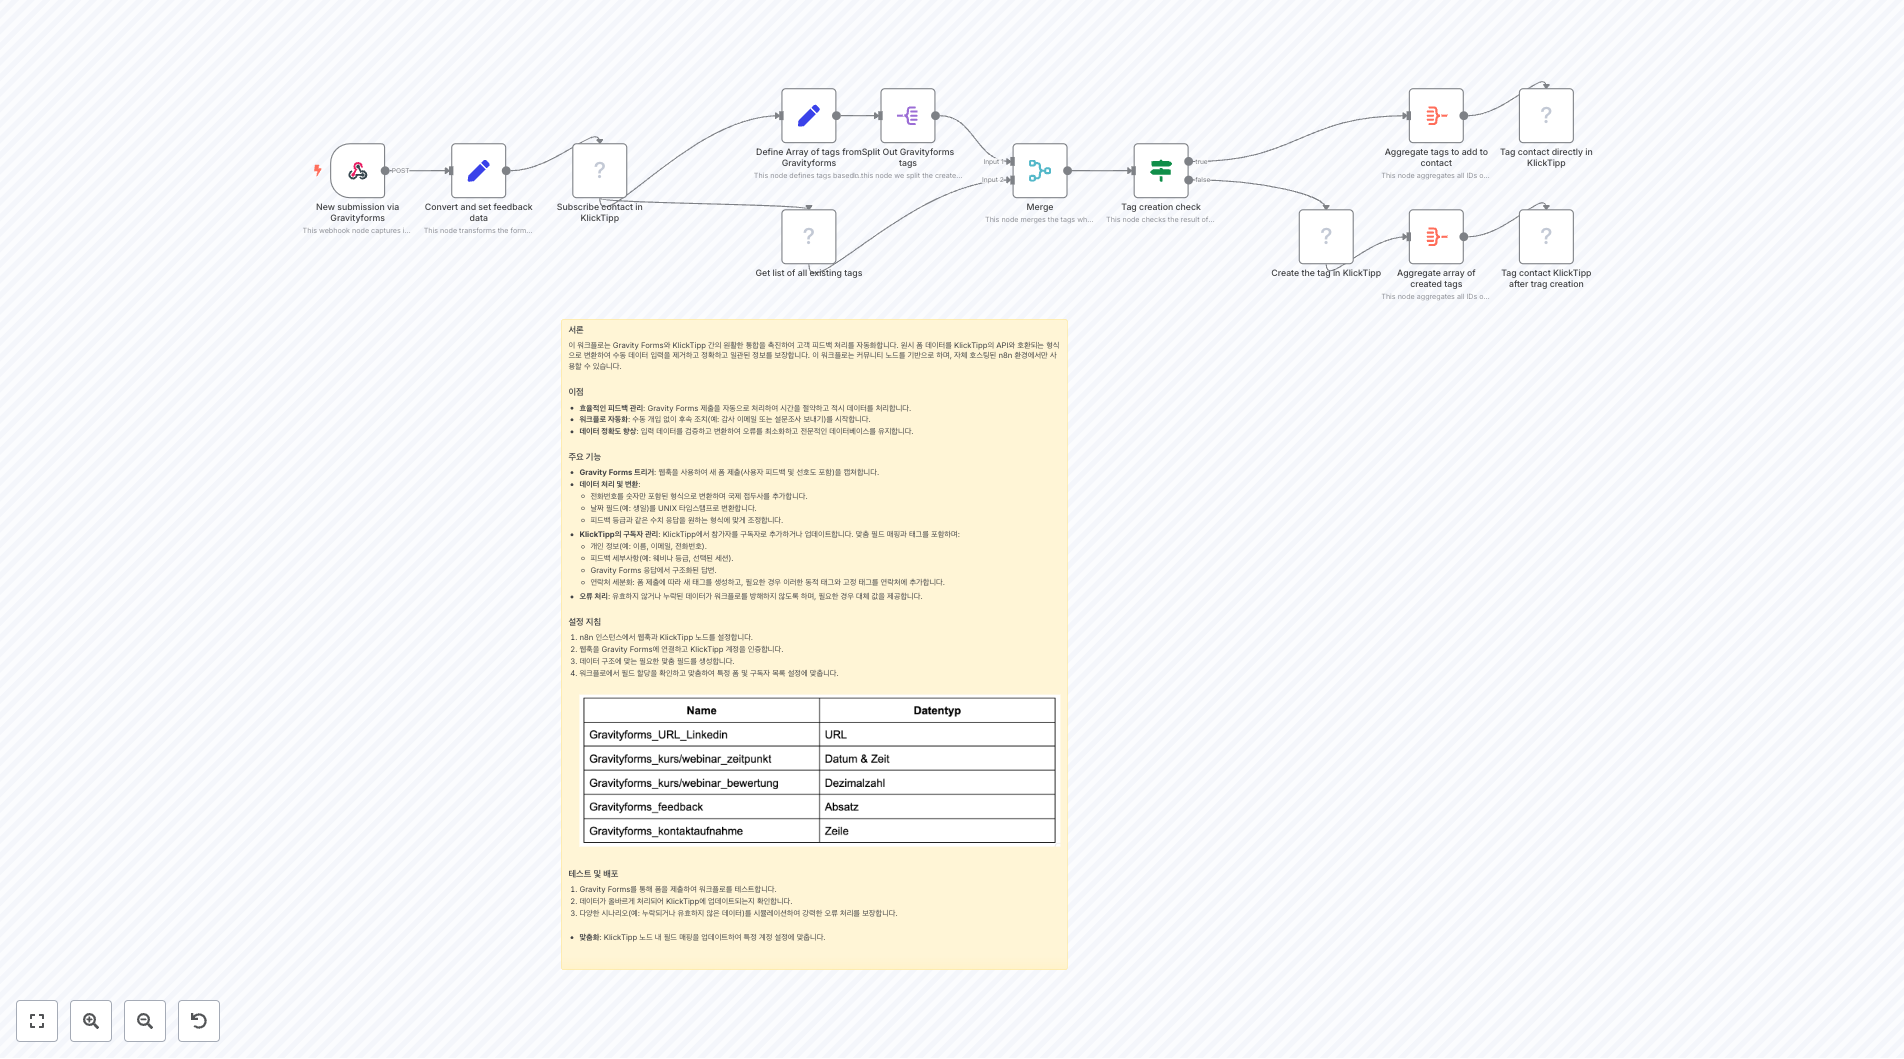 Define Array of tags from
Gravityforms
This node defines tags based
Split Out Gravityforms
tags
this node we split the create...
Aggregate tags to add to
contact
This node aggregates all IDs o...
Tag contact directly in
KlickTipp
POST
New submission via
Gravityforms
This webhook node captures i...
Convert and set feedback
data
This node transforms the form...
?
Subscribe contact in
KlickTipp
Input 1
Input 2
Merge
This node merges the tags wh...
true
false
Tag creation check
This node checks the result of...
?
?
Get list of all existing tags
?
Create the tag in KlickTipp
Aggregate array of
created tags
This node aggregates all IDs o...
?
Tag contact KlickTipp
after trag creation
서론
이 워크플로는 Gravity Forms와 KlickTipp 간의 원활한 통합을 촉진하여 고객 피드백 처리를 자동화합니다. 원시 폼 데이터를 KlickTipp의 API와 호환되는 형식
으로 변환하여 수동 데이터 입력을 제거하고 정확하고 일관된 정보를 보장합니다. 이 워크플로는 커뮤니티 노드를 기반으로 하며, 자체 호스팅된 n8n 환경에서만 사
용할 수 있습니다.
이점
• 효율적인 피드백 관리: Gravity Forms 제출을 자동으로 처리하여 시간을 절약하고 적시 데이터를 처리합니다.
• 워크플로 자동화: 수동 개입 없이 후속 조치(예: 감사 이메일 또는 설문조사 보내기)를 시작합니다.
• 데이터 정확도 향상: 입력 데이터를 검증하고 변환하여 오류를 최소화하고 전문적인 데이터베이스를 유지합니다.
주요 기능
• Gravity Forms 트리거: 웹훅을 사용하여 새 폼 제출(사용자 피드백 및 선호도 포함)을 캡처합니다.
• 데이터 처리 및 변환:
전화번호를 숫자만 포함된 형식으로 변환하며 국제 접두사를 추가합니다.
날짜 필드(예: 생일)를 UNIX 타임스탬프로 변환합니다.
피드백 등급과 같은 수치 응답을 원하는 형식에 맞게 조정합니다.
• KlickTipp의 구독자 관리: KlickTipp에서 참가자를 구독자로 추가하거나 업데이트합니다. 맞춤 필드 매핑과 태그를 포함하며:
개인 정보(예: 이름, 이메일, 전화번호).
피드백 세부사항(예: 웨비나 등급, 선택된 세션).
Gravity Forms 응답에서 구조화된 답변.
연락처 세분화: 폼 제출에 따라 새 태그를 생성하고, 필요한 경우 이러한 동적 태그와 고정 태그를 연락처에 추가합니다.
• 오류 처리: 유효하지 않거나 누락된 데이터가 워크플로를 방해하지 않도록 하며, 필요한 경우 대체 값을 제공합니다.
설정 지침
1. n8n 인스턴스에서 웹훅과 KlickTipp 노드를 설정합니다.
2. 웹훅을 Gravity Forms에 연결하고 KlickTipp 계정을 인증합니다.
3. 데이터 구조에 맞는 필요한 맞춤 필드를 생성합니다.
4. 워크플로에서 필드 할당을 확인하고 맞춤하여 특정 폼 및 구독자 목록 설정에 맞춥니다.
Name Datentyp
Gravityforms_URL_Linkedin URL
Gravityforms_kurs/webinar_zeitpunkt Datum & Zeit
Gravityforms_kurs/webinar_bewertung Dezimalzahl
Gravityforms_feedback Absatz
Gravityforms_kontaktaufnahme Zeile
테스트 및 배포
1. Gravity Forms를 통해 폼을 제출하여 워크플로를 테스트합니다.
2. 데이터가 올바르게 처리되어 KlickTipp에 업데이트되는지 확인합니다.
3. 다양한 시나리오(예: 누락되거나 유효하지 않은 데이터)를 시뮬레이션하여 강력한 오류 처리를 보장합니다.
• 맞춤화: KlickTipp 노드 내 필드 매핑을 업데이트하여 특정 계정 설정에 맞춥니다.